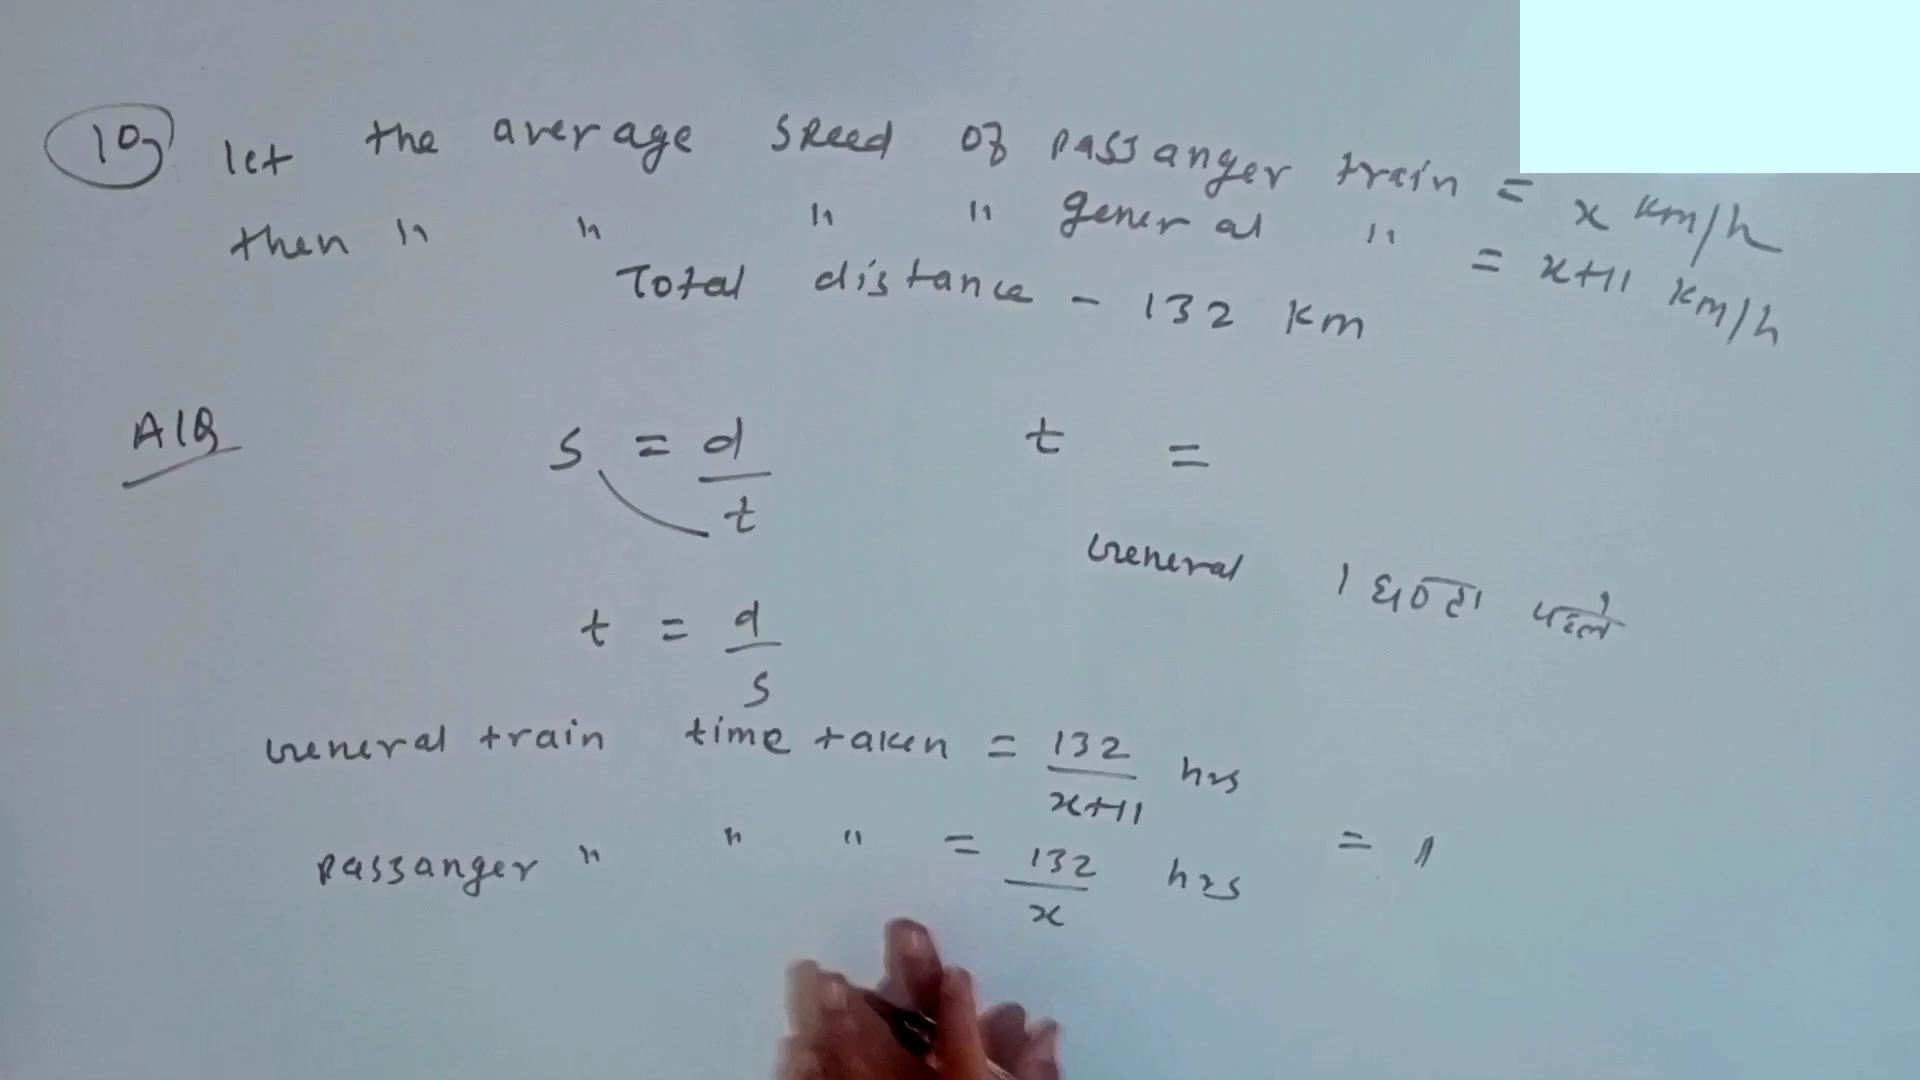 10) let the average speed of passanger train = x km/h
then " " " " general " = x+11 km/h
Total distance - 132 km
A/Q
s = d/t
t =
General 1 घण्टा पहले
t = d/s
General train time taken = 132/x+11 hrs
passanger " " " = 132/x hrs = 1